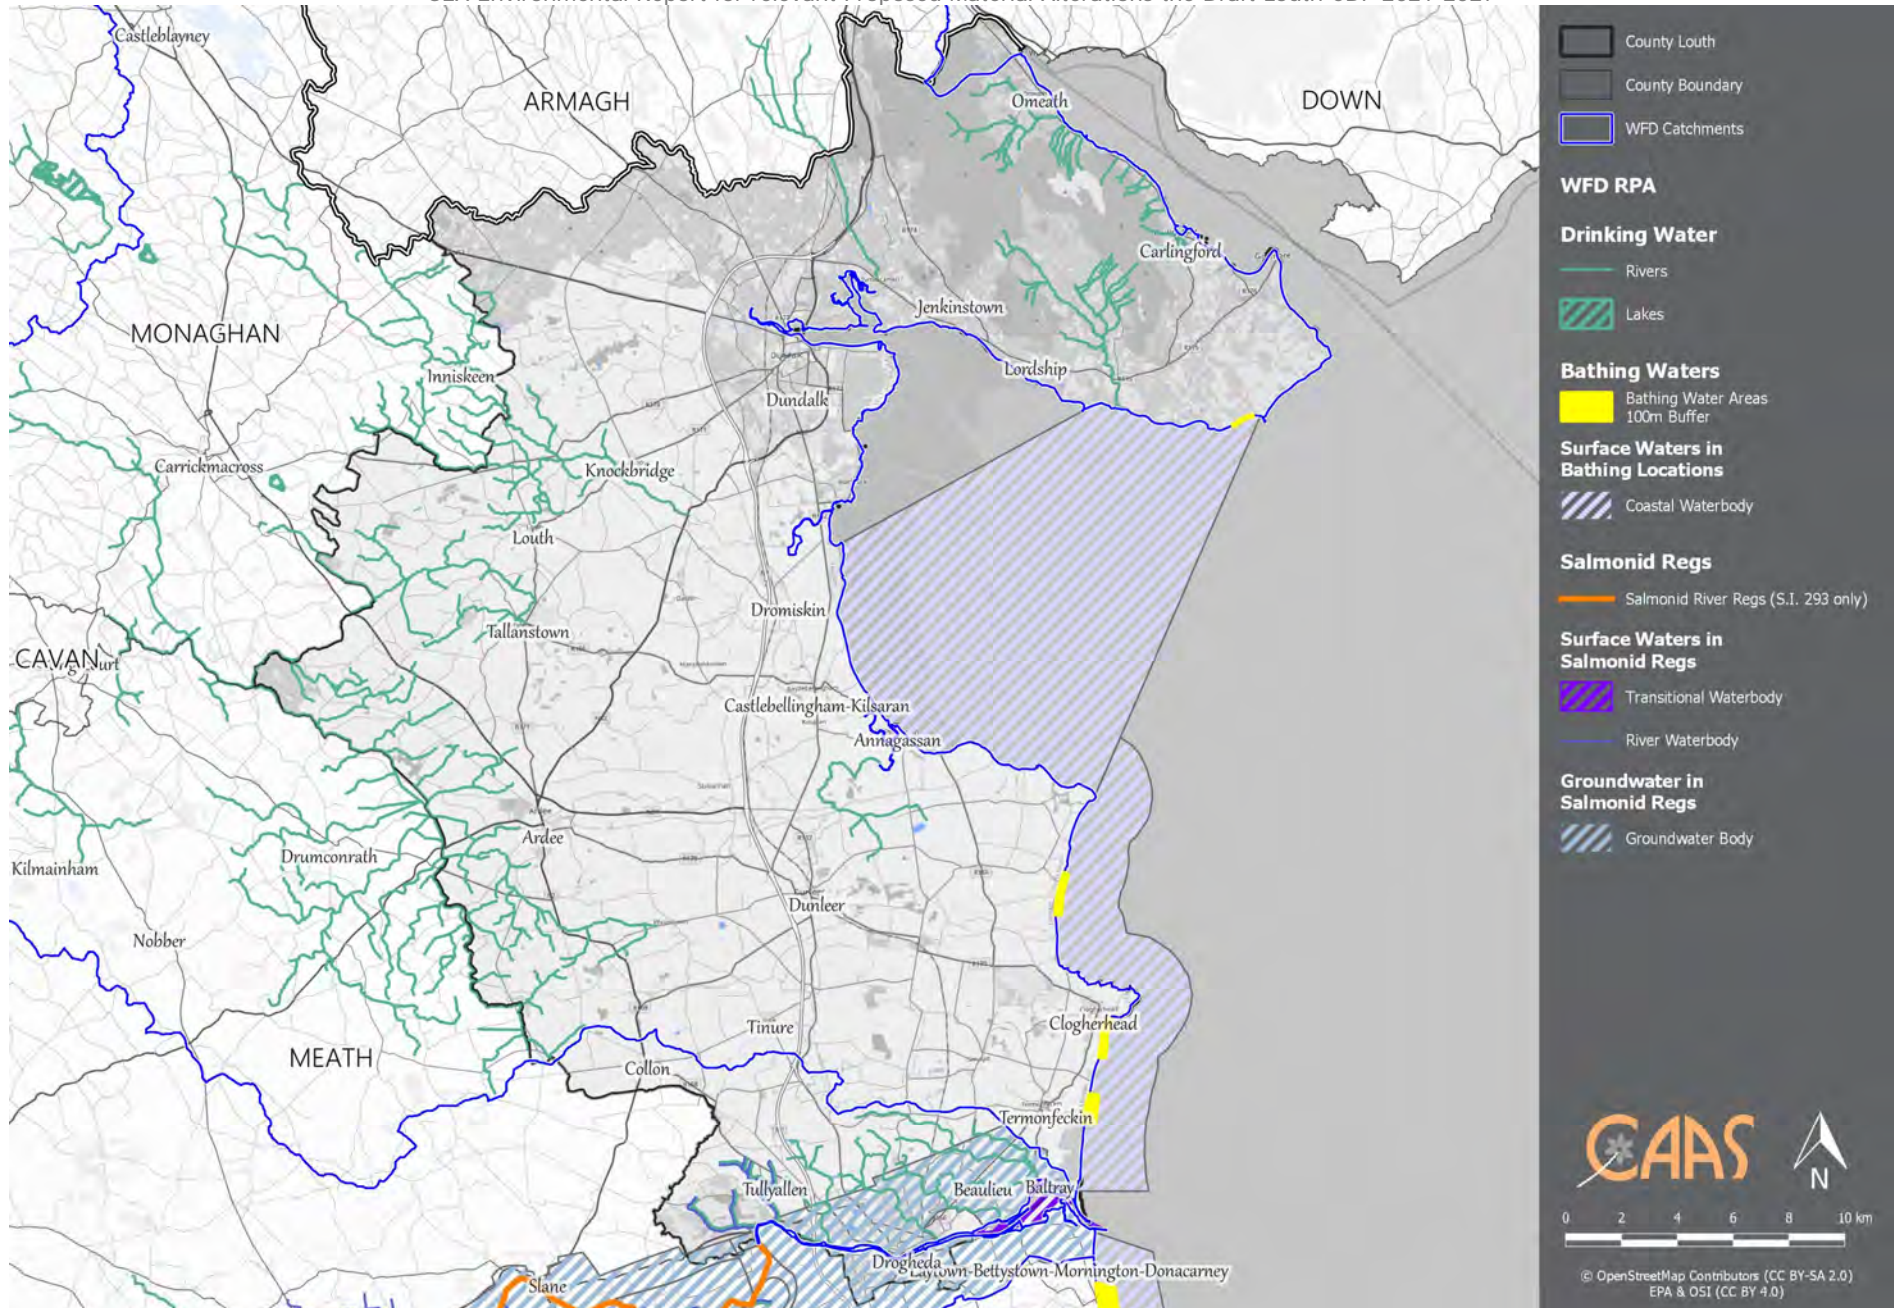 Castleblayney
ARMAGH
DOWN
Omeath
Carlingford
MONAGHAN
Jenkinstown
Inniskeen
Lordship
Dundalk
Carrickmacross
Knockbridge
Louth
Dromiskin
Tallanstown
CAVAN
Castlebellingham-Kilsaran
Annagassan
Ardee
Drumconrath
Kilmainham
Dunleer
Nobber
Tinure
Clogherhead
MEATH
Collon
Termonfeckin
Tullyallen
Beaulieu
Baltray
Drogheda
Laytown-Bettystown-Mornington-Donacarney
Slane
County Louth
County Boundary
WFD Catchments
WFD RPA
Drinking Water
Rivers
Lakes
Bathing Waters
Bathing Water Areas
100m Buffer
Surface Waters in
Bathing Locations
Coastal Waterbody
Salmonid Regs
Salmonid River Regs (S.I. 293 only)
Surface Waters in
Salmonid Regs
Transitional Waterbody
River Waterbody
Groundwater in
Salmonid Regs
Groundwater Body
CAAS
N
0 2 4 6 8 10 km
© OpenStreetMap Contributors (CC BY-SA 2.0)
EPA & OSI (CC BY 4.0)